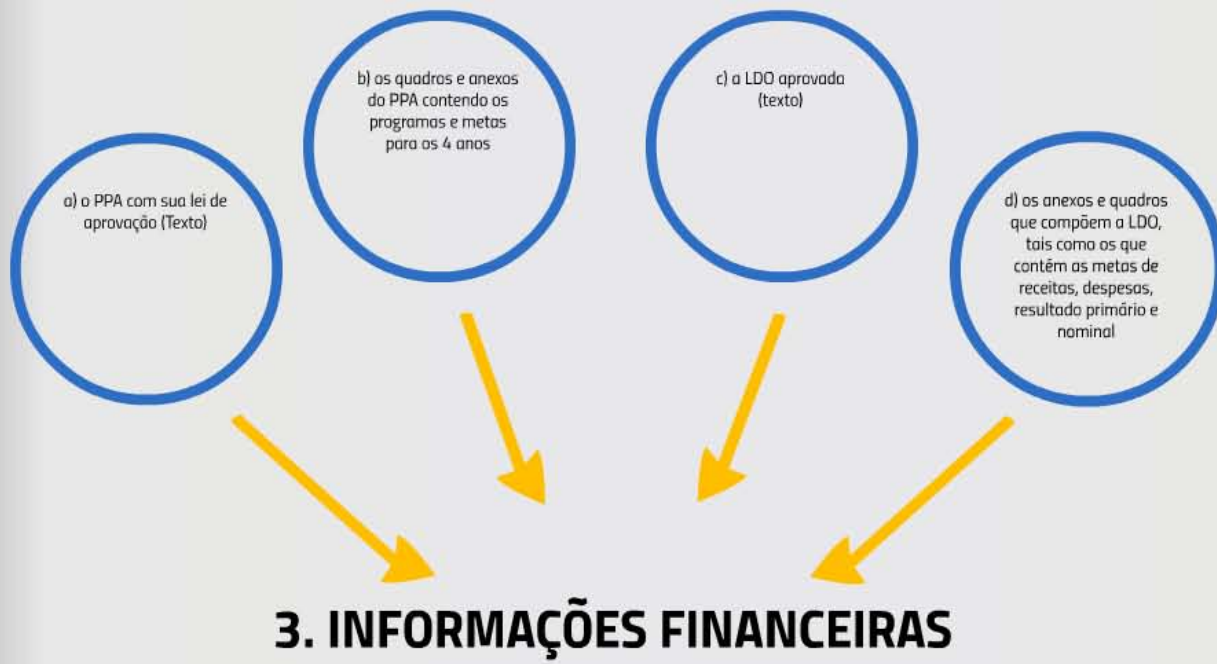 a) o PPA com sua lei de
aprovação (Texto)
b) os quadros e anexos
do PPA contendo os
programas e metas
para os 4 anos
c) a LDO aprovada
(texto)
d) os anexos e quadros
que compõem a LDO,
tais como os que
contêm as metas de
receitas, despesas,
resultado primário e
nominal
3. INFORMAÇÕES FINANCEIRAS